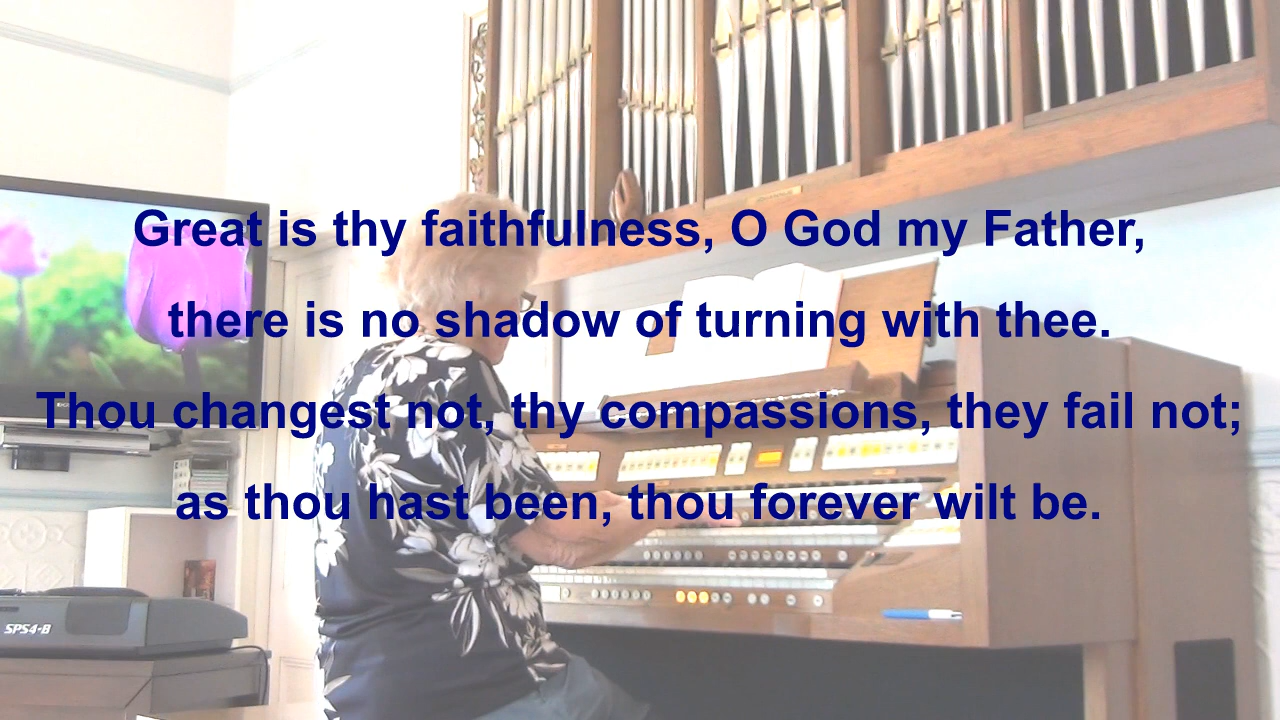 Great is thy faithfulness, O God my Father,
there is no shadow of turning with thee.
Thou changest not, thy compassions, they fail not;
as thou hast been, thou forever wilt be.
SPS4-8